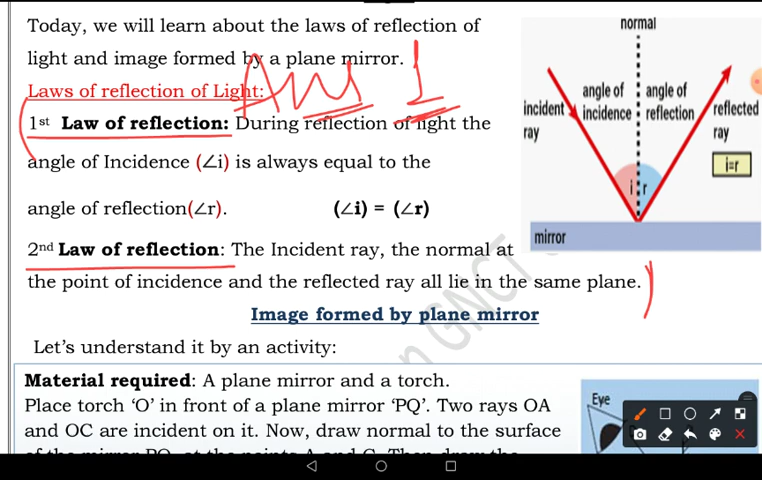 Today, we will learn about the laws of reflection of
light and image formed by a plane mirror.
Laws of reflection of Light:
Ans 1
1st Law of reflection: During reflection of light the
angle of Incidence (∠i) is always equal to the
angle of reflection(∠r). (∠i) = (∠r)
2nd Law of reflection: The Incident ray, the normal at
the point of incidence and the reflected ray all lie in the same plane.
normal
incident ray
angle of incidence
angle of reflection
reflected ray
i=r
i r
mirror
GNCT
Image formed by plane mirror
Let's understand it by an activity:
Material required: A plane mirror and a torch.
Place torch 'O' in front of a plane mirror 'PQ'. Two rays OA
and OC are incident on it. Now, draw normal to the surface
Eye